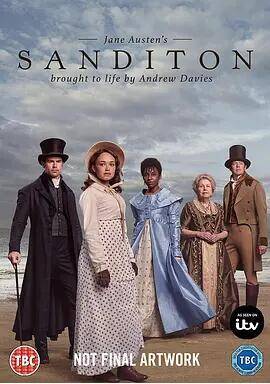 Jane Austen's
SANDITON
brought to life by Andrew Davies
AS SEEN ON
itv
TBC
NOT FINAL ARTWORK
TBC